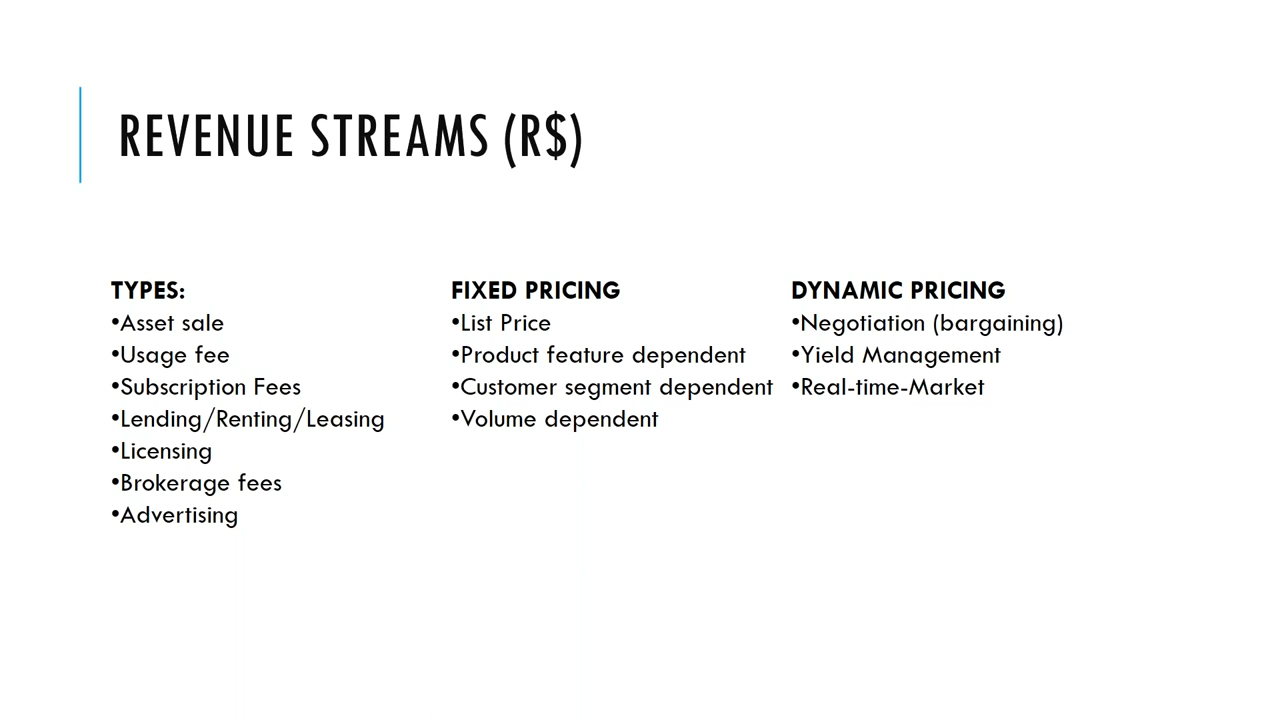 REVENUE STREAMS (R$)
TYPES:
•Asset sale
•Usage fee
•Subscription Fees
•Lending/Renting/Leasing
•Licensing
•Brokerage fees
•Advertising
FIXED PRICING
•List Price
•Product feature dependent
•Customer segment dependent
•Volume dependent
DYNAMIC PRICING
•Negotiation (bargaining)
•Yield Management
•Real-time-Market